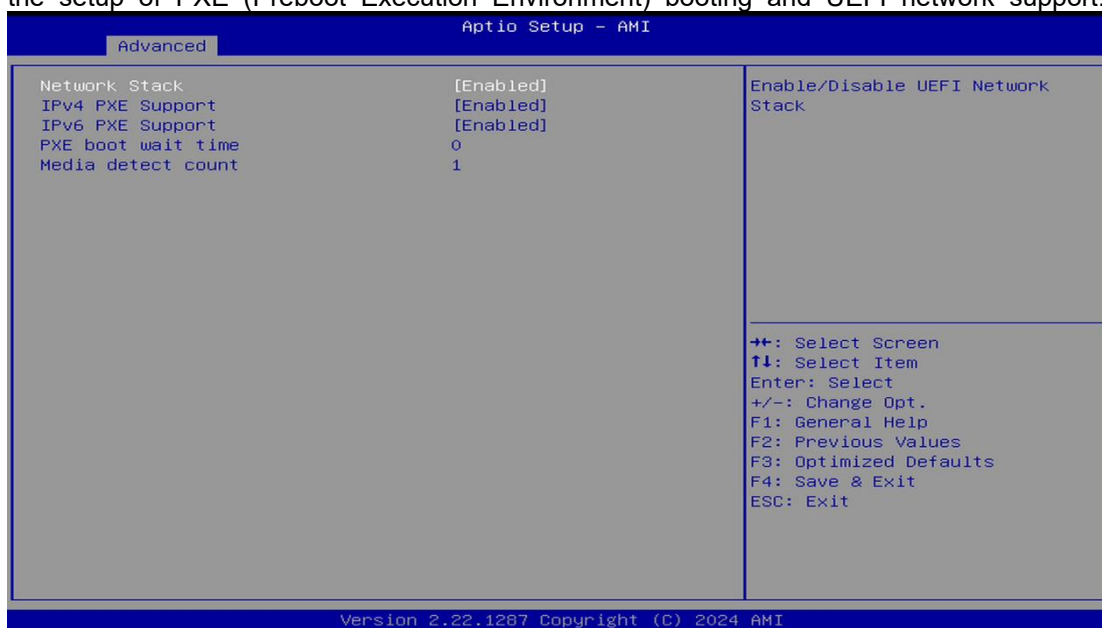 the setup of PXE (Preboot Execution Environment) booting and UEFI network support.
Aptio Setup – AMI
Advanced
Network Stack [Enabled]
IPv4 PXE Support [Enabled]
IPv6 PXE Support [Enabled]
PXE boot wait time 0
Media detect count 1
Enable/Disable UEFI Network
Stack
→←: Select Screen
↑↓: Select Item
Enter: Select
+/-: Change Opt.
F1: General Help
F2: Previous Values
F3: Optimized Defaults
F4: Save & Exit
ESC: Exit
Version 2.22.1287 Copyright (C) 2024 AMI